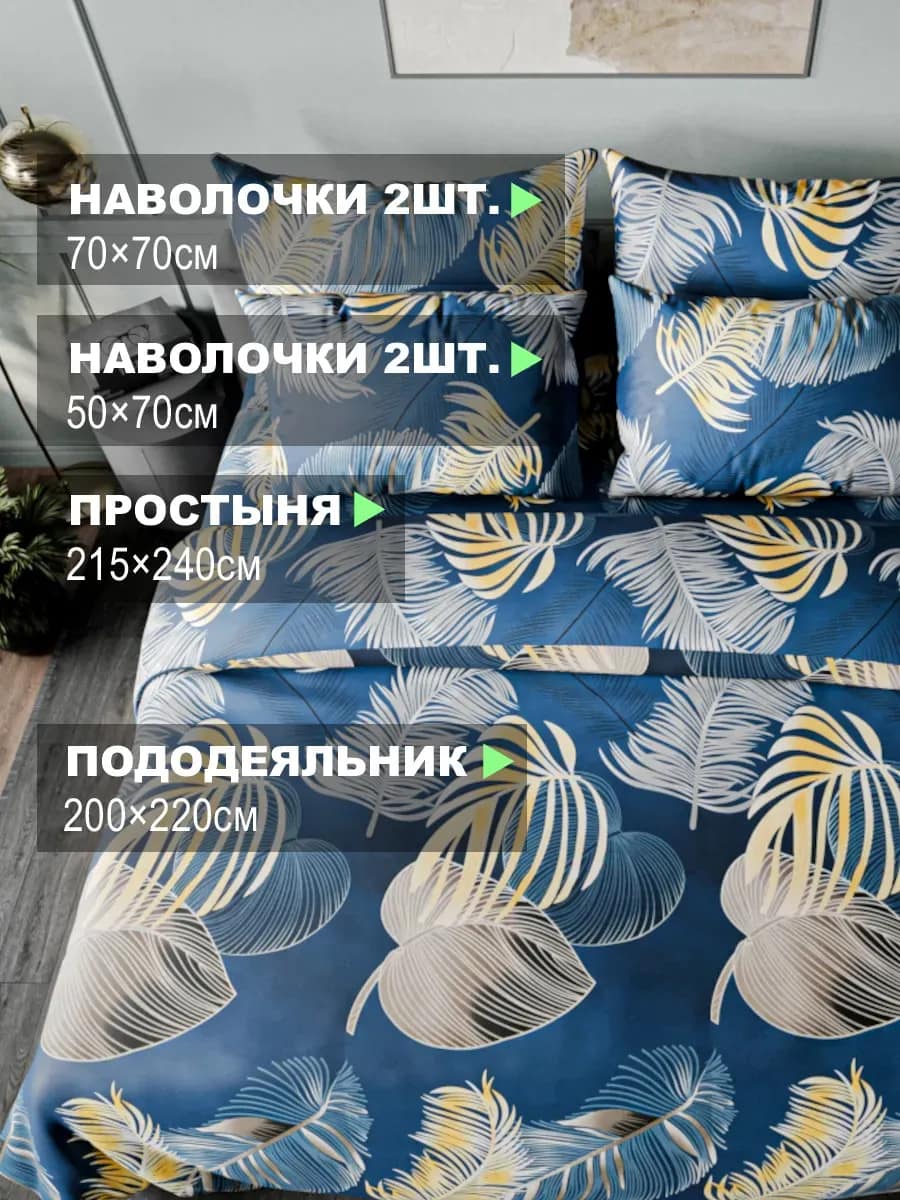 НАВОЛОЧКИ 2ШТ.
70×70см
НАВОЛОЧКИ 2ШТ.
50×70см
ПРОСТЫНЯ
215×240см
ПОДОДЕЯЛЬНИК
200×220см